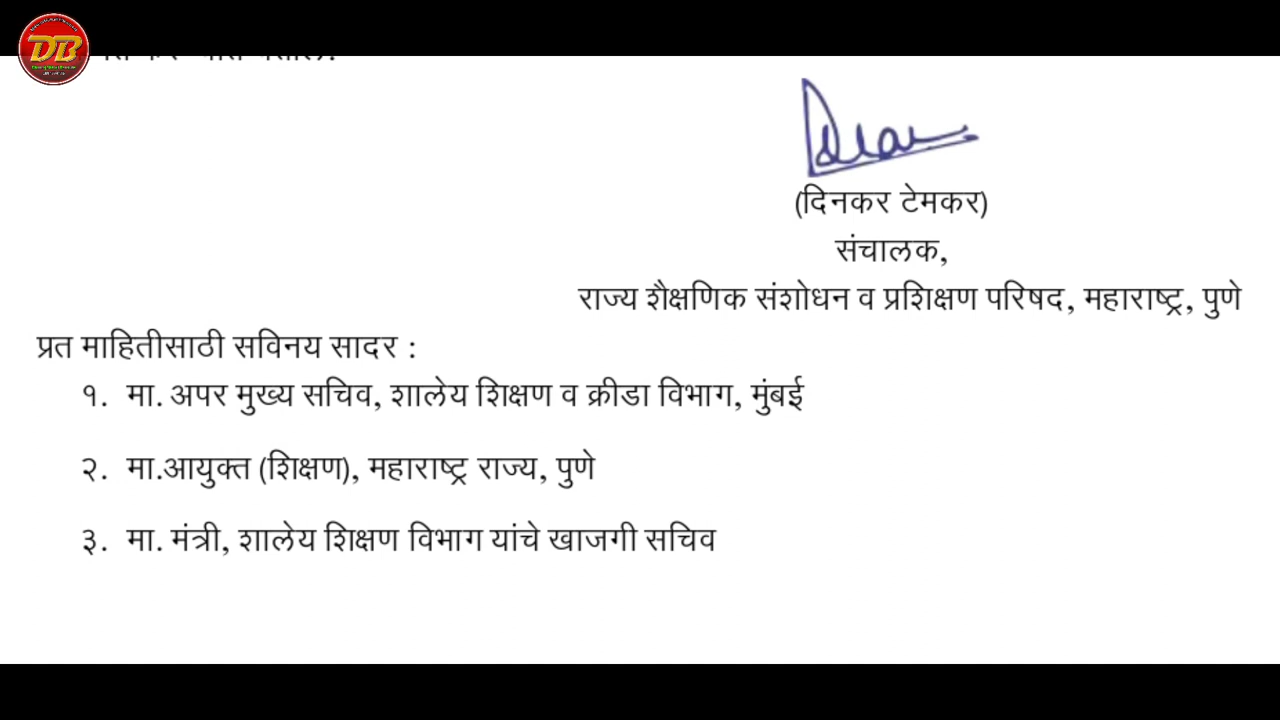 DB
(दिनकर टेमकर)
संचालक,
राज्य शैक्षणिक संशोधन व प्रशिक्षण परिषद, महाराष्ट्र, पुणे
प्रत माहितीसाठी सविनय सादर :
१. मा. अपर मुख्य सचिव, शालेय शिक्षण व क्रीडा विभाग, मुंबई
२. मा.आयुक्त (शिक्षण), महाराष्ट्र राज्य, पुणे
३. मा. मंत्री, शालेय शिक्षण विभाग यांचे खाजगी सचिव